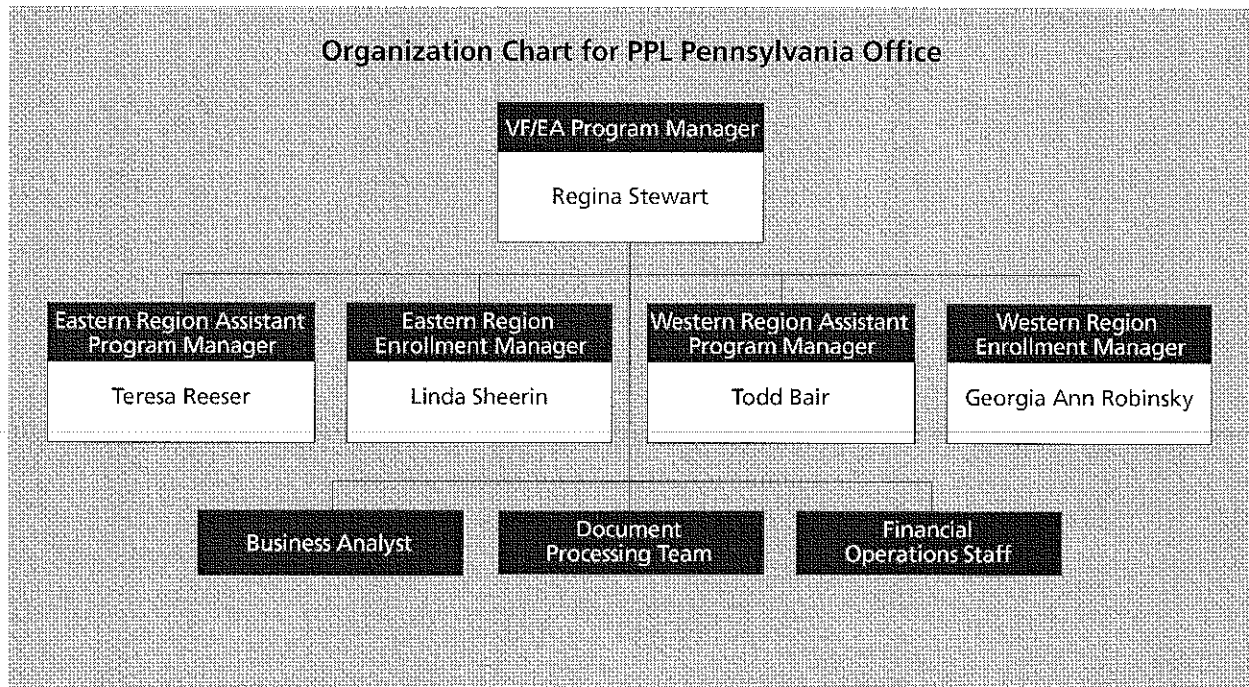 Organization Chart for PPL Pennsylvania Office
VF/EA Program Manager
Regina Stewart
Eastern Region Assistant
Program Manager
Teresa Reeser
Eastern Region
Enrollment Manager
Linda Sheerin
Western Region Assistant
Program Manager
Todd Bair
Western Region
Enrollment Manager
Georgia Ann Robinsky
Business Analyst
Document
Processing Team
Financial
Operations Staff